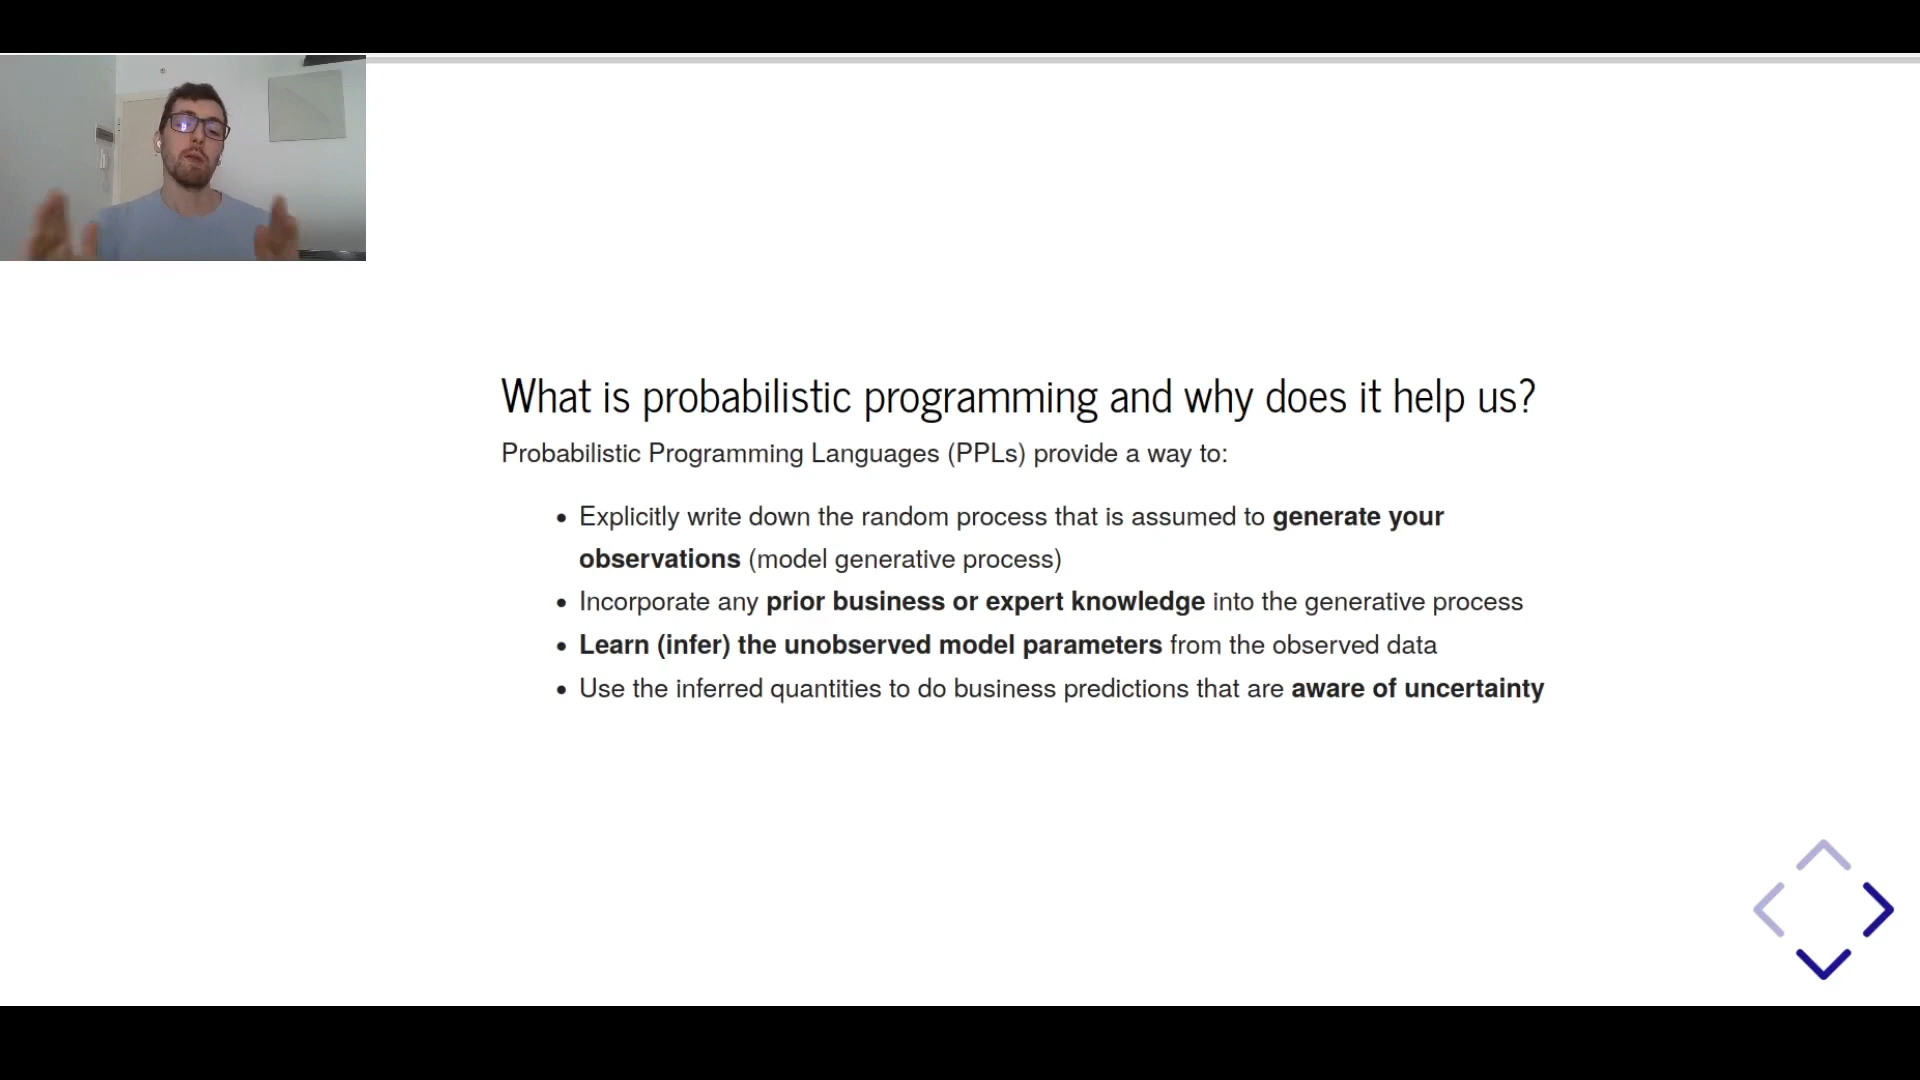 What is probabilistic programming and why does it help us?
Probabilistic Programming Languages (PPLs) provide a way to:
• Explicitly write down the random process that is assumed to generate your
observations (model generative process)
• Incorporate any prior business or expert knowledge into the generative process
• Learn (infer) the unobserved model parameters from the observed data
• Use the inferred quantities to do business predictions that are aware of uncertainty